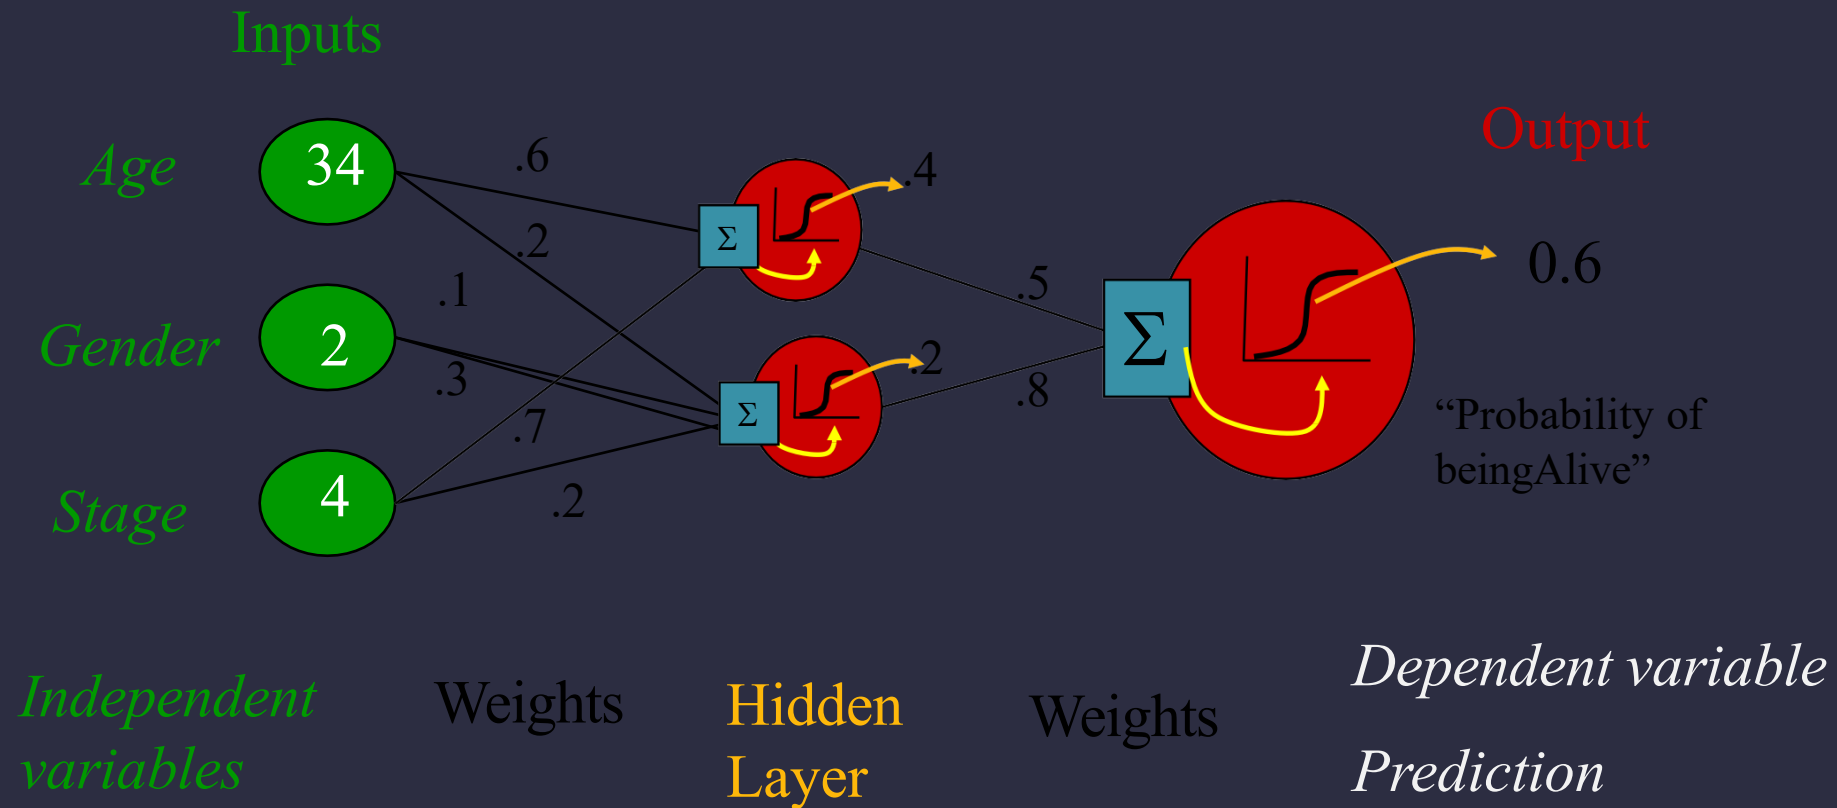 Inputs
Output
Age
34
.6
.4
Σ
.2
.1
0.6
.5
Σ
Gender
2
.3
.2
.8
Σ
"Probability of
beingAlive"
.7
Stage
4
.2
Independent
variables
Weights
Hidden
Layer
Weights
Dependent variable
Prediction